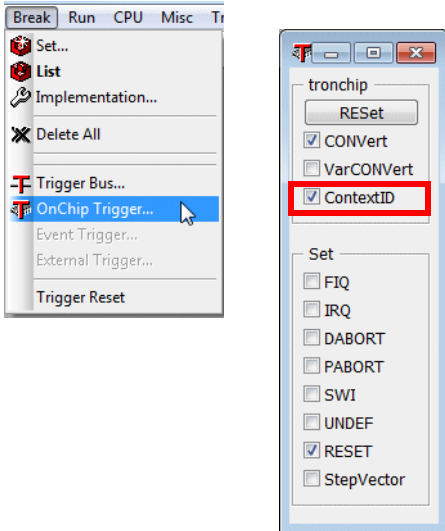 Break Run CPU Misc
Set...
List
Implementation...
Delete All
Trigger Bus...
OnChip Trigger...
Event Trigger...
External Trigger...
Trigger Reset
tronchip
RESet
CONVert
VarCONVert
ContextID
Set
FIQ
IRQ
DABORT
PABORT
SWI
UNDEF
RESET
StepVector